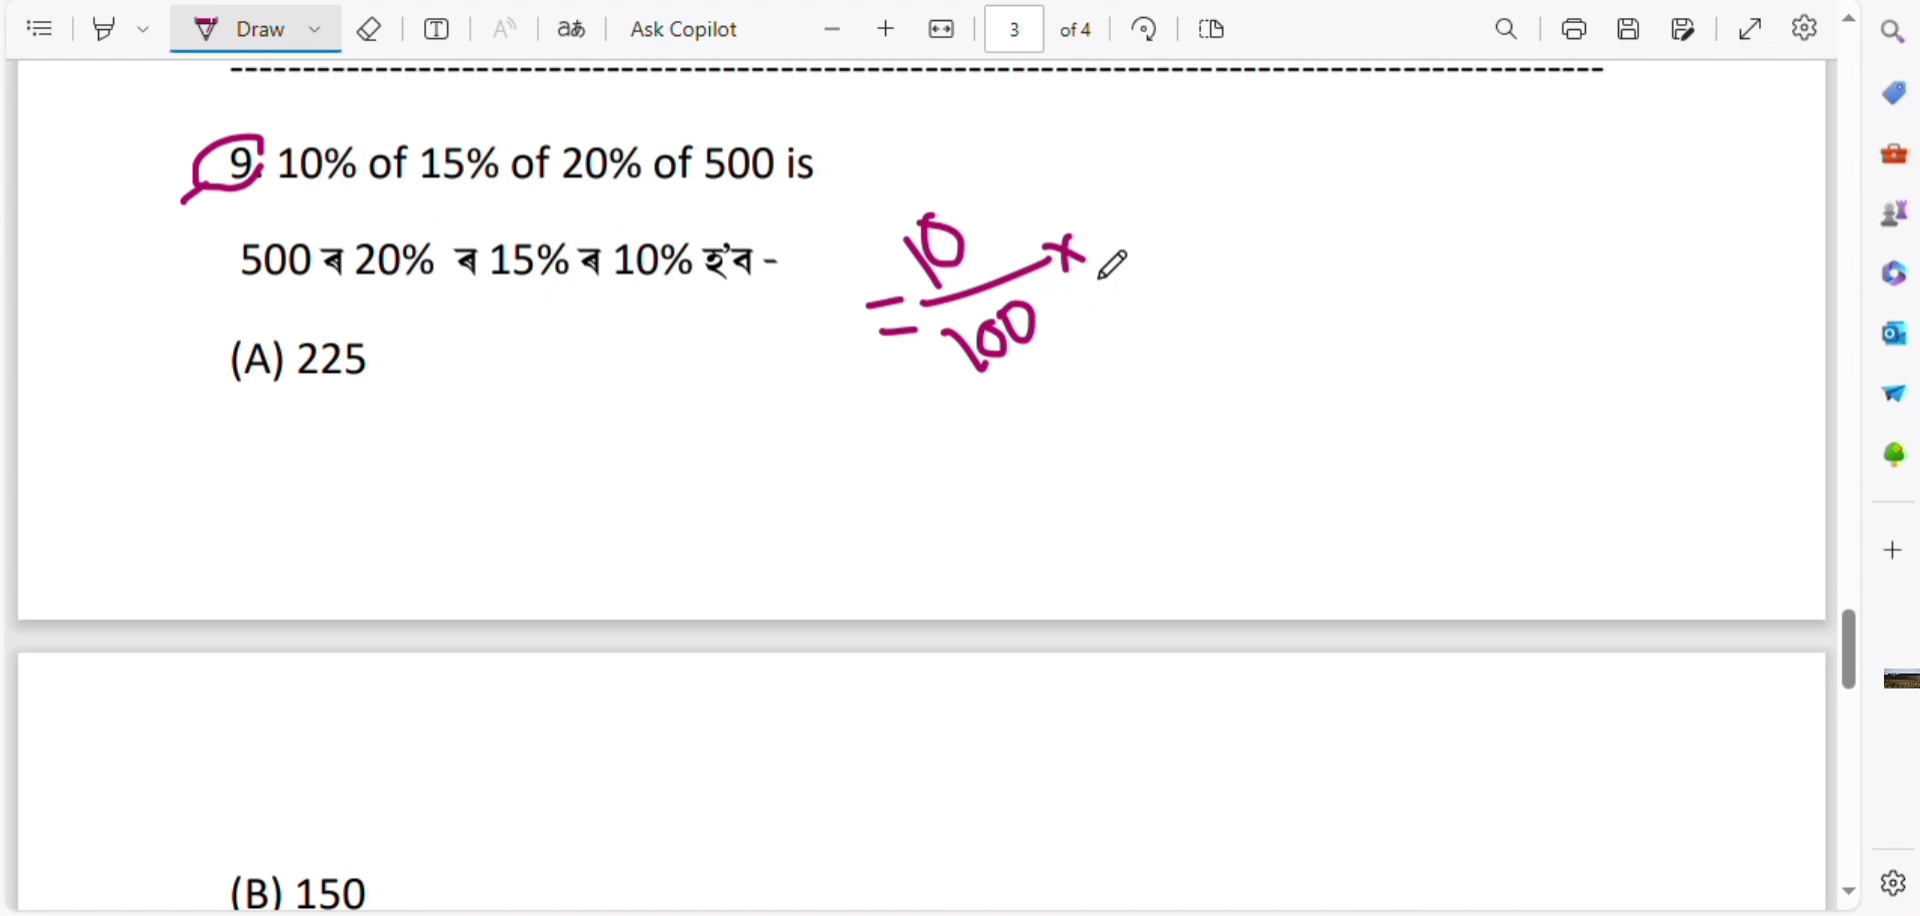 Draw
Ask Copilot
3 of 4
9. 10% of 15% of 20% of 500 is
500 ৰ 20% ৰ 15% ৰ 10% হ’ব -
= 10/100 ×
(A) 225
(B) 150